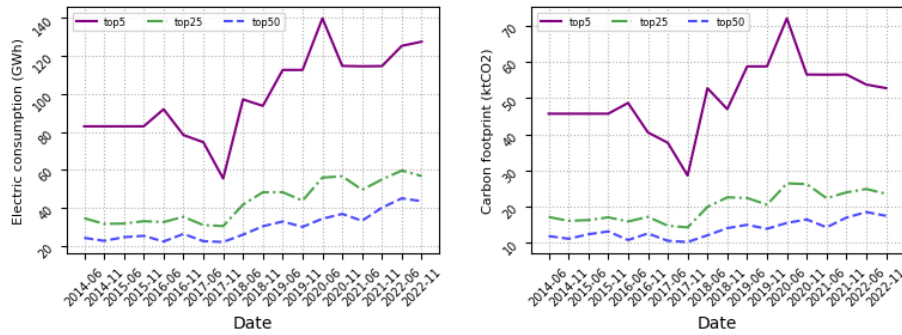 top5 top25 top50
Electric consumption (GWh)
140
120
100
80
60
40
20
2014-06 2014-11 2015-06 2015-11 2016-06 2016-11 2017-06 2017-11 2018-06 2018-11 2019-06 2019-11 2020-06 2020-11 2021-06 2021-11 2022-06 2022-11
Date
top5 top25 top50
Carbon footprint (ktCO2)
70
60
50
40
30
20
10
2014-06 2014-11 2015-06 2015-11 2016-06 2016-11 2017-06 2017-11 2018-06 2018-11 2019-06 2019-11 2020-06 2020-11 2021-06 2021-11 2022-06 2022-11
Date